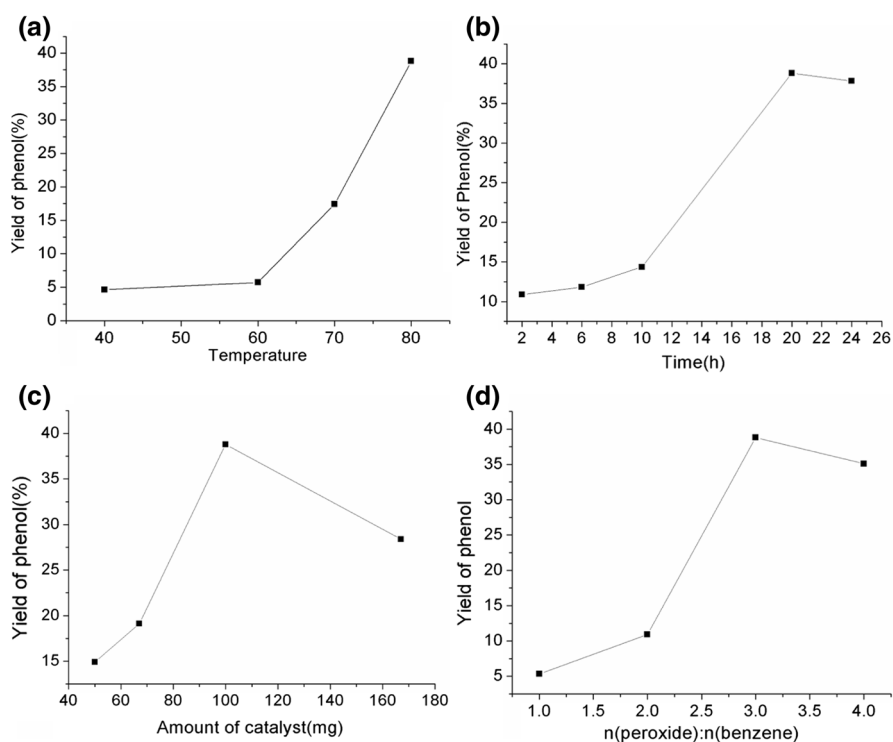 (a)
Yield of phenol(%)
40
35
30
25
20
15
10
5
0
40 50 60 70 80
Temperature
(b)
Yield of Phenol(%)
40
35
30
25
20
15
10
2 4 6 8 10 12 14 16 18 20 22 24 26
Time(h)
(c)
Yield of phenol(%)
40
35
30
25
20
15
40 60 80 100 120 140 160 180
Amount of catalyst(mg)
(d)
Yield of phenol
40
35
30
25
20
15
10
5
1.0 1.5 2.0 2.5 3.0 3.5 4.0
n(peroxide):n(benzene)